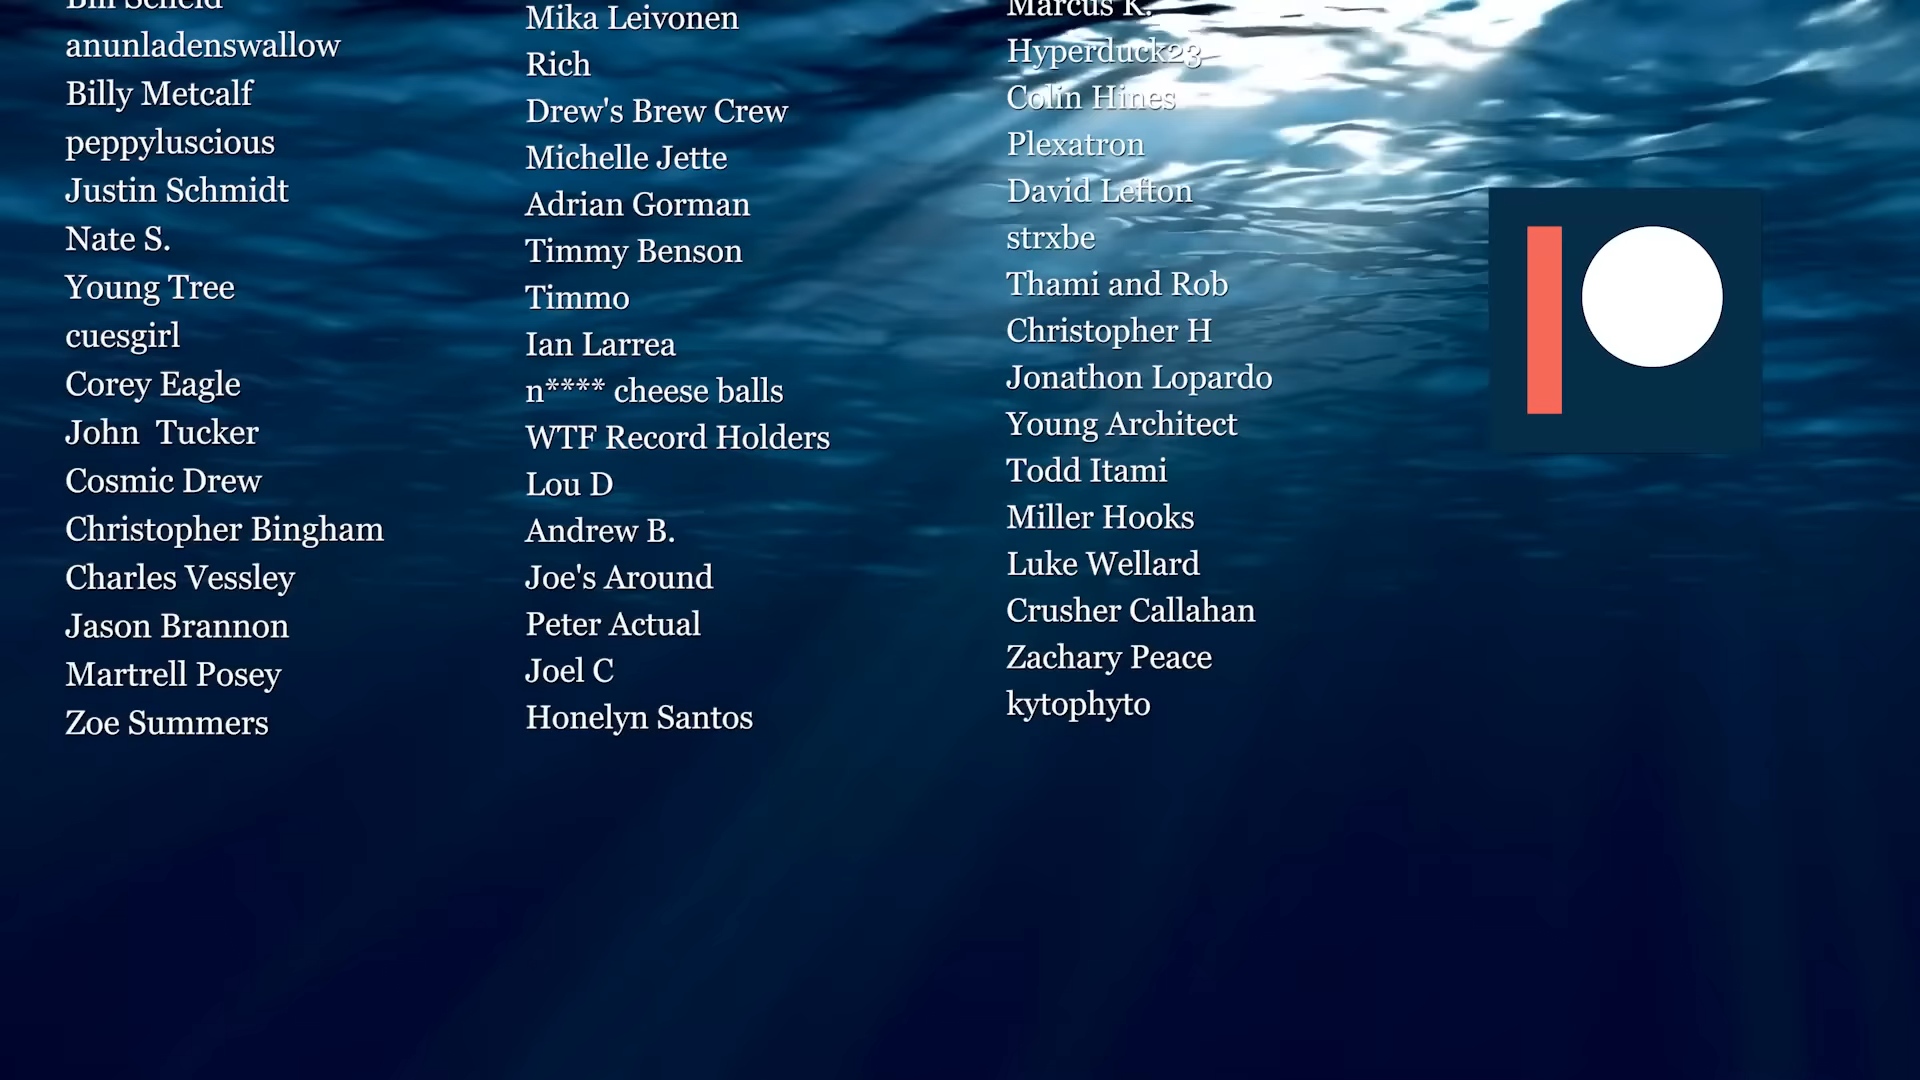 Bill Scheid
anunladenswallow
Billy Metcalf
peppyluscious
Justin Schmidt
Nate S.
Young Tree
cuesgirl
Corey Eagle
John  Tucker
Cosmic Drew
Christopher Bingham
Charles Vessley
Jason Brannon
Martrell Posey
Zoe Summers
Mika Leivonen
Rich
Drew's Brew Crew
Michelle Jette
Adrian Gorman
Timmy Benson
Timmo
Ian Larrea
n**** cheese balls
WTF Record Holders
Lou D
Andrew B.
Joe's Around
Peter Actual
Joel C
Honelyn Santos
Marcus K.
Hyperduck23
Colin Hines
Plexatron
David Lefton
strxbe
Thami and Rob
Christopher H
Jonathon Lopardo
Young Architect
Todd Itami
Miller Hooks
Luke Wellard
Crusher Callahan
Zachary Peace
kytophyto